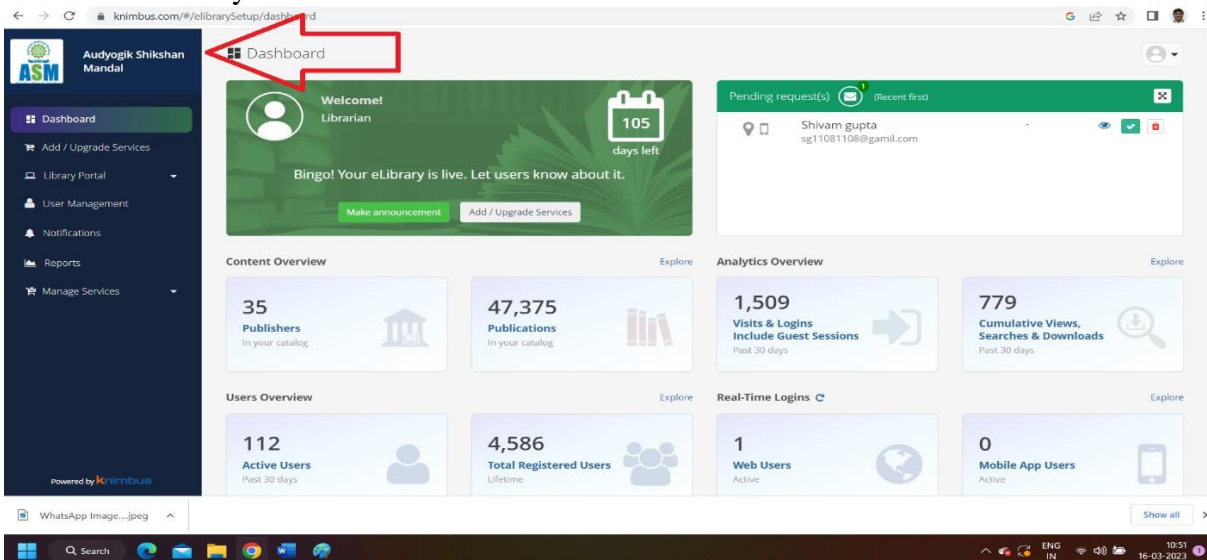 knimbus.com/#/elibrarySetup/dashboard
ASM
Audyogik Shikshan
Mandal
Dashboard
Add / Upgrade Services
Library Portal
User Management
Notifications
Reports
Manage Services
Powered by Knimbus
Dashboard
Welcome!
Librarian
105
days left
Bingo! Your eLibrary is live. Let users know about it.
Make announcement
Add / Upgrade Services
Pending request(s) 1 (Recent first)
Shivam gupta -
sg11081108@gamil.com
Content Overview Explore
35
Publishers
In your catalog
47,375
Publications
In your catalog
Analytics Overview Explore
1,509
Visits & Logins
Include Guest Sessions
Past 30 days
779
Cumulative Views,
Searches & Downloads
Past 30 days
Users Overview Explore
112
Active Users
Past 30 days
4,586
Total Registered Users
Lifetime
Real-Time Logins Explore
1
Web Users
Active
0
Mobile App Users
Active
WhatsApp Image....jpeg
Show all
Search
ENG
IN
10:51
16-03-2023
1